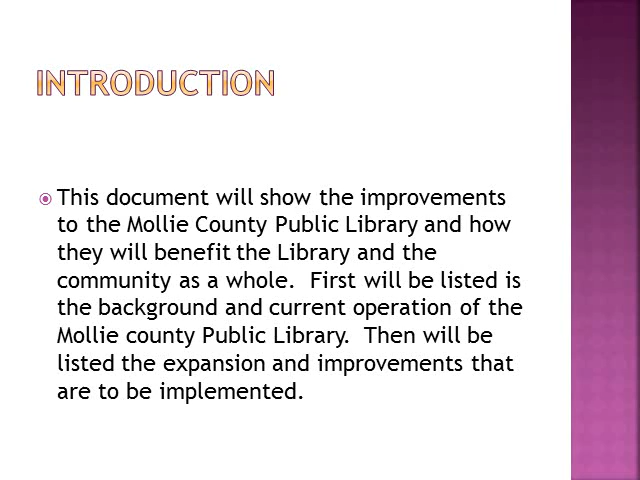 INTRODUCTION
This document will show the improvements
to the Mollie County Public Library and how
they will benefit the Library and the
community as a whole.  First will be listed is
the background and current operation of the
Mollie county Public Library.  Then will be
listed the expansion and improvements that
are to be implemented.